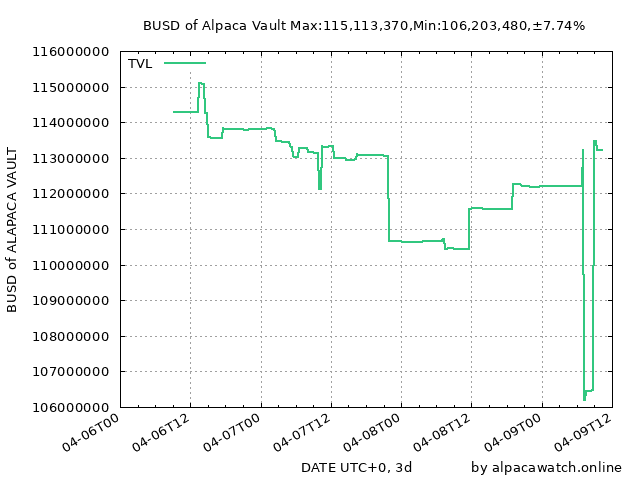 BUSD of Alpaca Vault Max:115,113,370,Min:106,203,480,±7.74%
TVL
116000000
115000000
114000000
113000000
112000000
111000000
110000000
109000000
108000000
107000000
106000000
BUSD of ALAPACA VAULT
04-06T00
04-06T12
04-07T00
04-07T12
04-08T00
04-08T12
04-09T00
04-09T12
DATE UTC+0, 3d
by alpacawatch.online